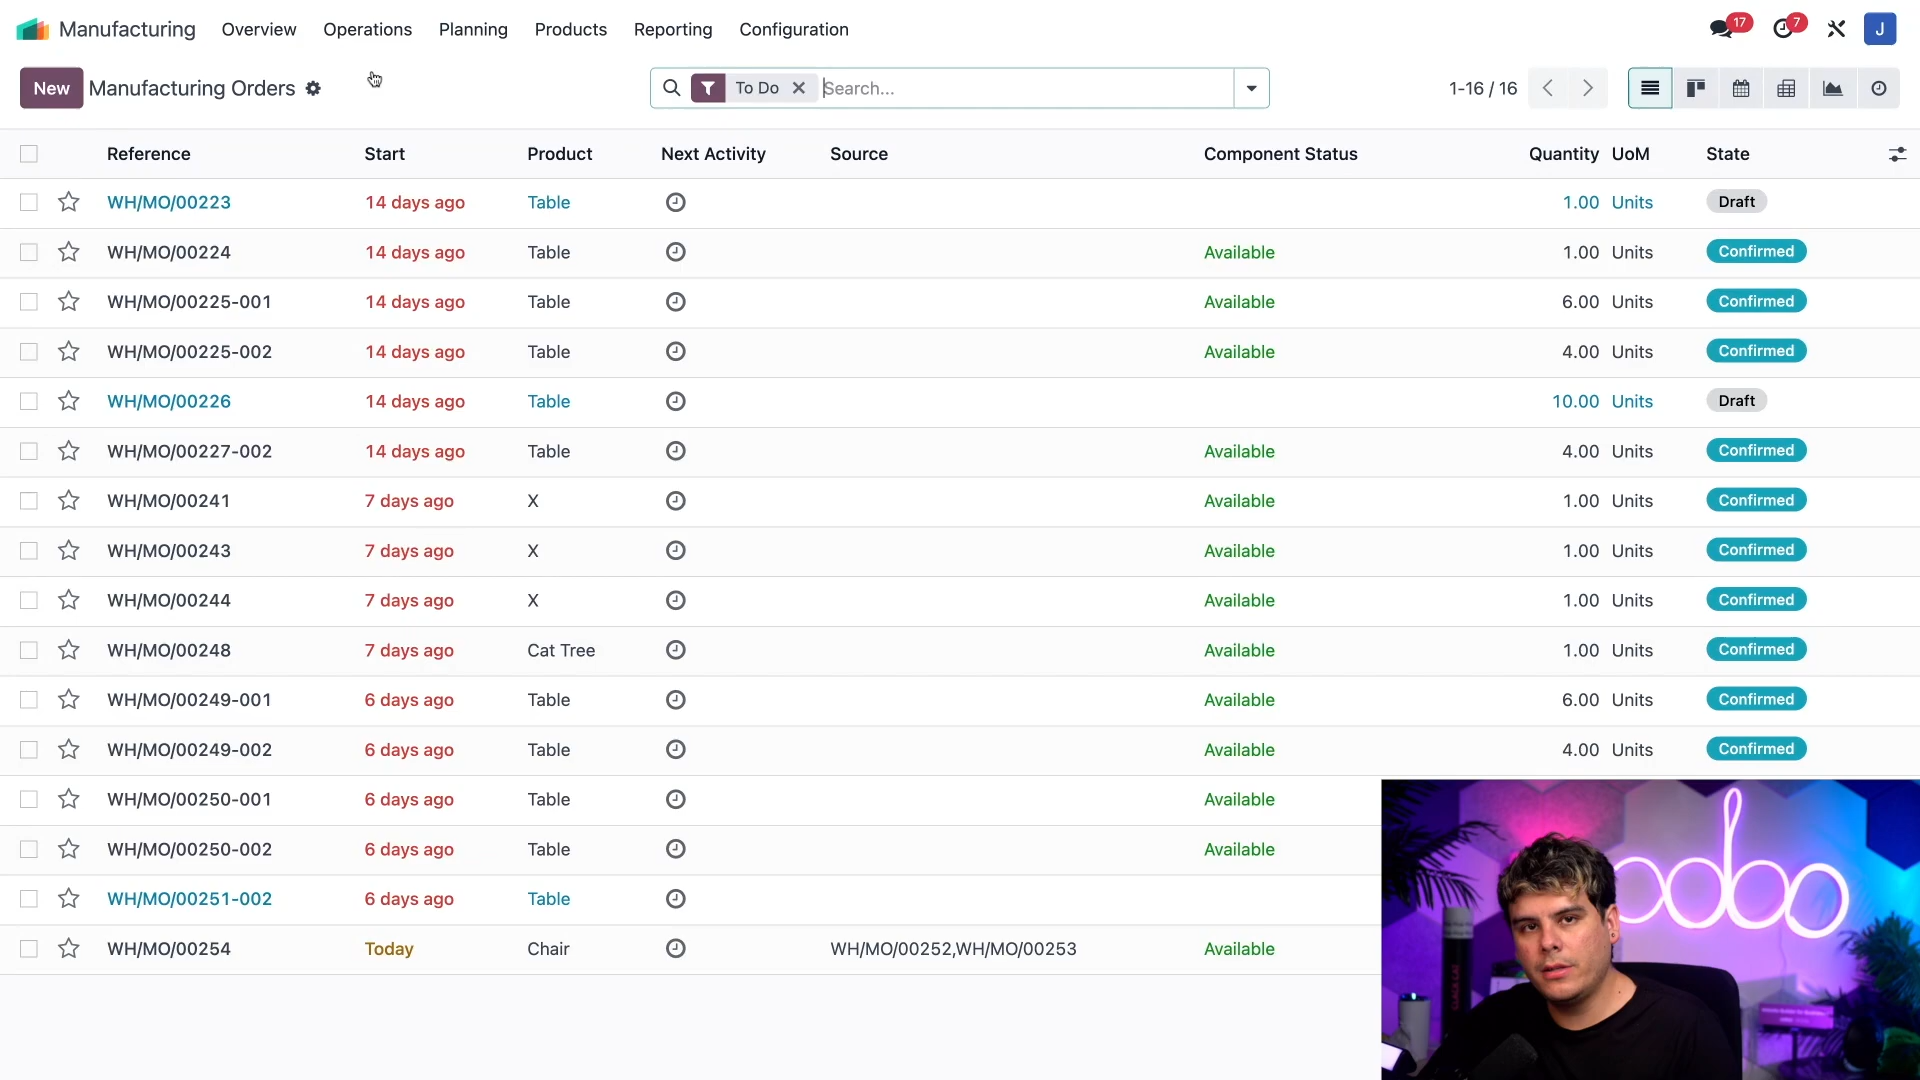 Manufacturing Overview Operations Planning Products Reporting Configuration 17 7 J
New Manufacturing Orders To Do Search... 1-16 / 16
Reference Start Product Next Activity Source Component Status Quantity UoM State
WH/MO/00223 14 days ago Table 1.00 Units Draft
WH/MO/00224 14 days ago Table Available 1.00 Units Confirmed
WH/MO/00225-001 14 days ago Table Available 6.00 Units Confirmed
WH/MO/00225-002 14 days ago Table Available 4.00 Units Confirmed
WH/MO/00226 14 days ago Table 10.00 Units Draft
WH/MO/00227-002 14 days ago Table Available 4.00 Units Confirmed
WH/MO/00241 7 days ago X Available 1.00 Units Confirmed
WH/MO/00243 7 days ago X Available 1.00 Units Confirmed
WH/MO/00244 7 days ago X Available 1.00 Units Confirmed
WH/MO/00248 7 days ago Cat Tree Available 1.00 Units Confirmed
WH/MO/00249-001 6 days ago Table Available 6.00 Units Confirmed
WH/MO/00249-002 6 days ago Table Available 4.00 Units Confirmed
WH/MO/00250-001 6 days ago Table Available
WH/MO/00250-002 6 days ago Table Available
WH/MO/00251-002 6 days ago Table
WH/MO/00254 Today Chair WH/MO/00252,WH/MO/00253 Available
odoo